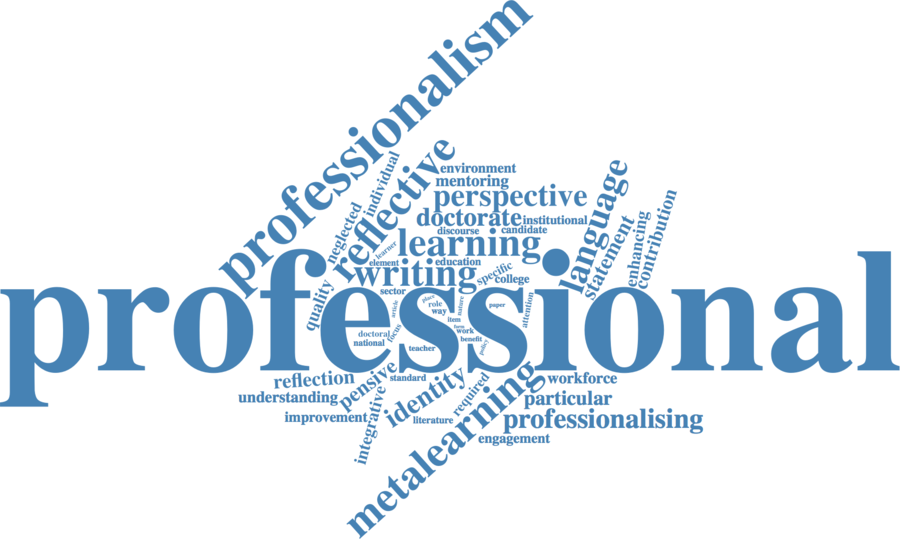 professionalism
individual
reflective
neglected
environment
mentoring
perspective
doctorate
institutional
discourse
candidate
learner
learning
element
education
writing
specific
college
language
statement
enhancing
contribution
professional
quality
sector
article
place
role
way
nature
paper
attention
item
form
work
benefit
policy
doctoral
focus
national
teacher
reflection
understanding
improvement
pensive
standard
integrative
identity
literature
required
metalearning
workforce
particular
professionalising
engagement